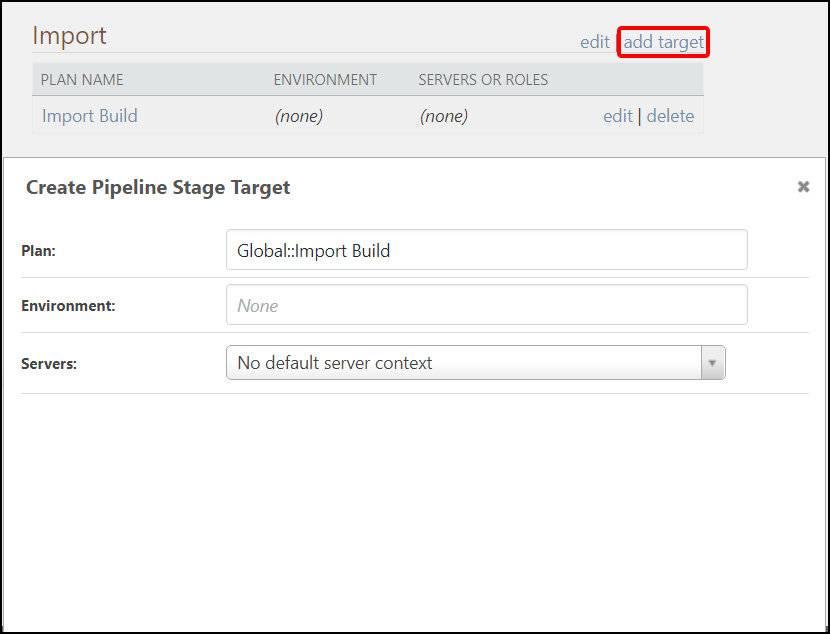 Import
edit | add target
PLAN NAME ENVIRONMENT SERVERS OR ROLES
Import Build (none) (none) edit | delete
Create Pipeline Stage Target ✖
Plan: Global::Import Build
Environment: None
Servers: No default server context